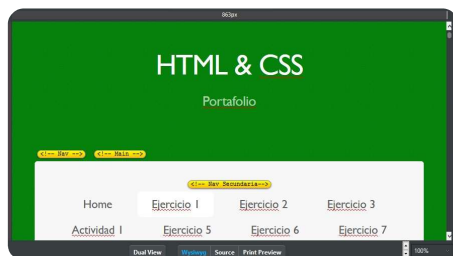 863px
HTML & CSS
Portafolio
<!-- Nav --> <!-- Main -->
<!-- Nav Secundaria-->
Home Ejercicio 1 Ejercicio 2 Ejercicio 3
Actividad 1 Ejercicio 5 Ejercicio 6 Ejercicio 7
Dual View Wysiwyg Source Print Preview 100%